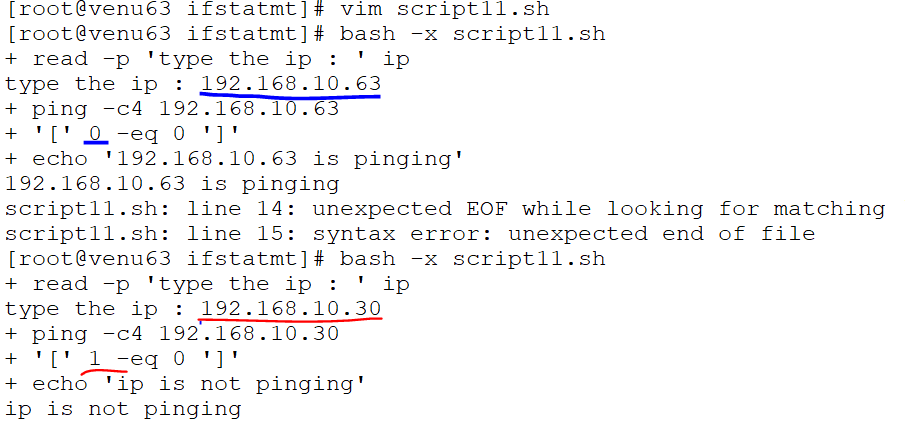 [root@venu63 ifstatmt]# vim script11.sh
[root@venu63 ifstatmt]# bash -x script11.sh
+ read -p 'type the ip : ' ip
type the ip : 192.168.10.63
+ ping -c4 192.168.10.63
+ '[' 0 -eq 0 ']'
+ echo '192.168.10.63 is pinging'
192.168.10.63 is pinging
script11.sh: line 14: unexpected EOF while looking for matching
script11.sh: line 15: syntax error: unexpected end of file
[root@venu63 ifstatmt]# bash -x script11.sh
+ read -p 'type the ip : ' ip
type the ip : 192.168.10.30
+ ping -c4 192.168.10.30
+ '[' 1 -eq 0 ']'
+ echo 'ip is not pinging'
ip is not pinging